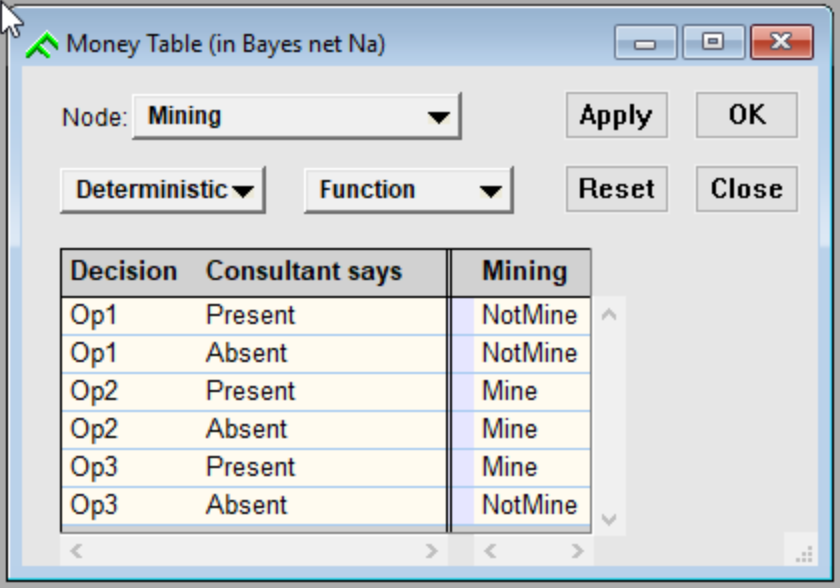 Money Table (in Bayes net Na)
Node: Mining Apply OK
Deterministic Function Reset Close
Decision Consultant says Mining
Op1 Present NotMine
Op1 Absent NotMine
Op2 Present Mine
Op2 Absent Mine
Op3 Present Mine
Op3 Absent NotMine